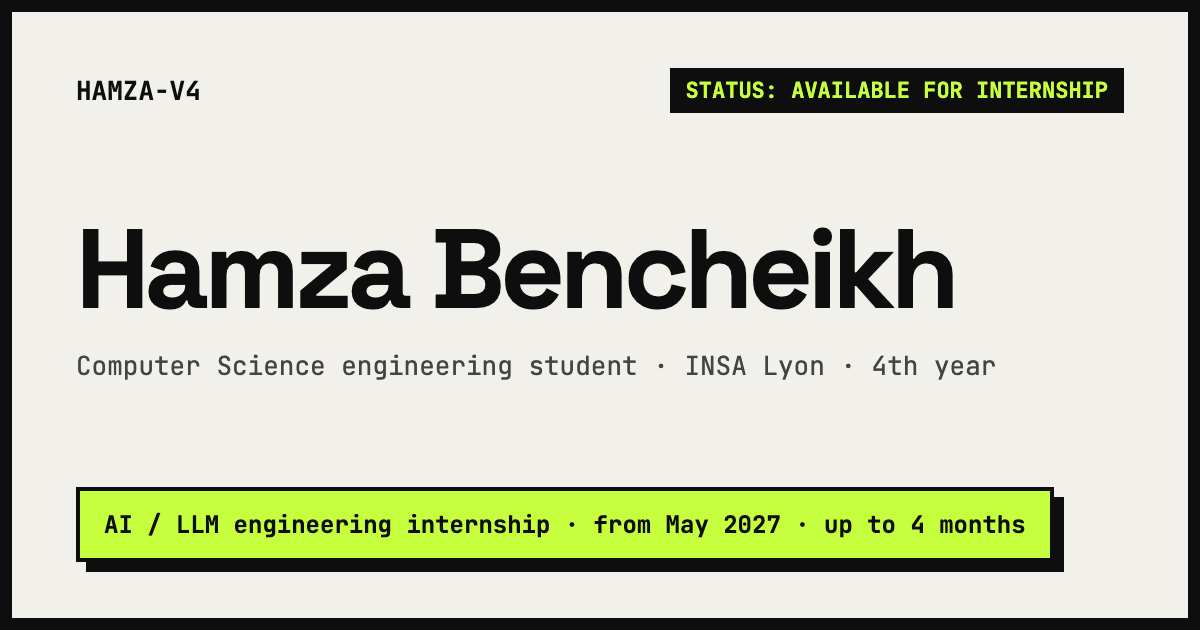 HAMZA-V4
STATUS: AVAILABLE FOR INTERNSHIP
Hamza Bencheikh
Computer Science engineering student · INSA Lyon · 4th year
AI / LLM engineering internship · from May 2027 · up to 4 months